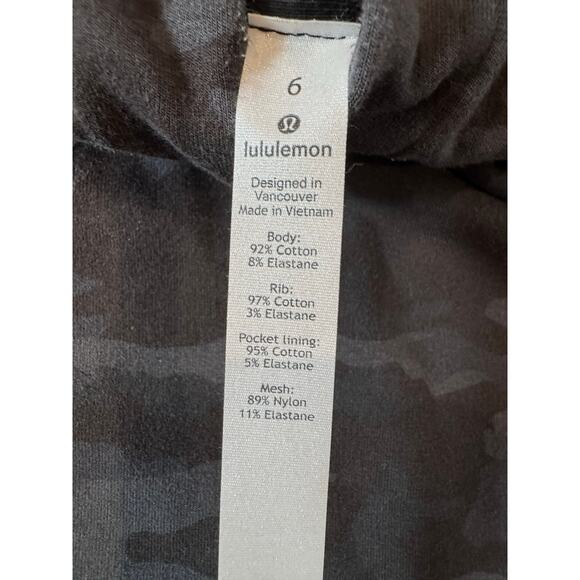 6
lululemon
Designed in
Vancouver
Made in Vietnam
Body:
92% Cotton
8% Elastane
Rib:
97% Cotton
3% Elastane
Pocket lining:
95% Cotton
5% Elastane
Mesh:
89% Nylon
11% Elastane